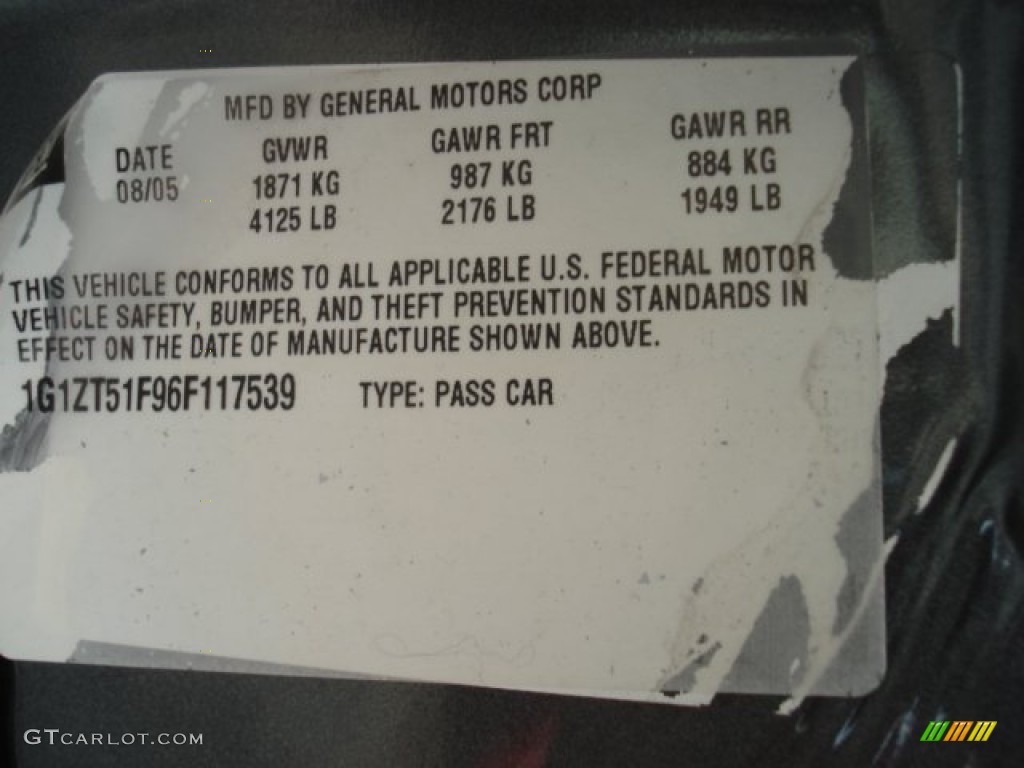 MFD BY GENERAL MOTORS CORP
DATE GVWR GAWR FRT GAWR RR
08/05 1871 KG 987 KG 884 KG
4125 LB 2176 LB 1949 LB
THIS VEHICLE CONFORMS TO ALL APPLICABLE U.S. FEDERAL MOTOR
VEHICLE SAFETY, BUMPER, AND THEFT PREVENTION STANDARDS IN
EFFECT ON THE DATE OF MANUFACTURE SHOWN ABOVE.
1G1ZT51F96F117539 TYPE: PASS CAR
GTCARLOT.COM